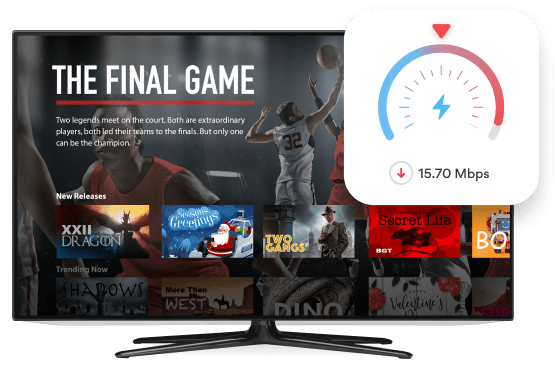 THE FINAL GAME
Two legends meet on the court. Both are extraordinary
players, both led their teams to the finals. But only one
can be the champion.
32
15.70 Mbps
New Releases
XXII
DRAGON
Seasons
Greetings
TWO
GANGS
Secret Life
BGT
BO
Trending Now
SHADOWS
More Then
WEST
DINO
HAPPY
Valentine's